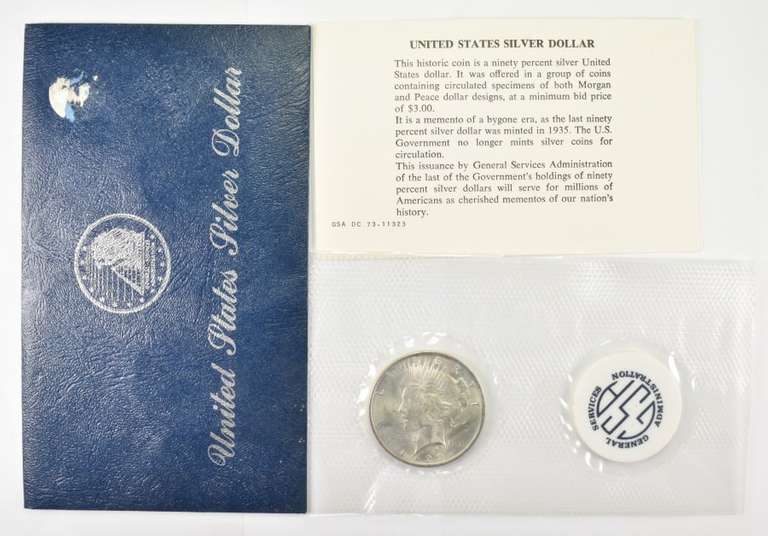 United States Silver Dollar
UNITED STATES SILVER DOLLAR
This historic coin is a ninety percent silver United
States dollar. It was offered in a group of coins
containing circulated specimens of both Morgan
and Peace dollar designs, at a minimum bid price
of $3.00.
It is a memento of a bygone era, as the last ninety
percent silver dollar was minted in 1935. The U.S.
Government no longer mints silver coins for
circulation.
This issuance by General Services Administration
of the last of the Government's holdings of ninety
percent silver dollars will serve for millions of
Americans as cherished mementos of our nation's
history.
GSA DC 73-11323
GENERAL SERVICES ADMINISTRATION
GSA